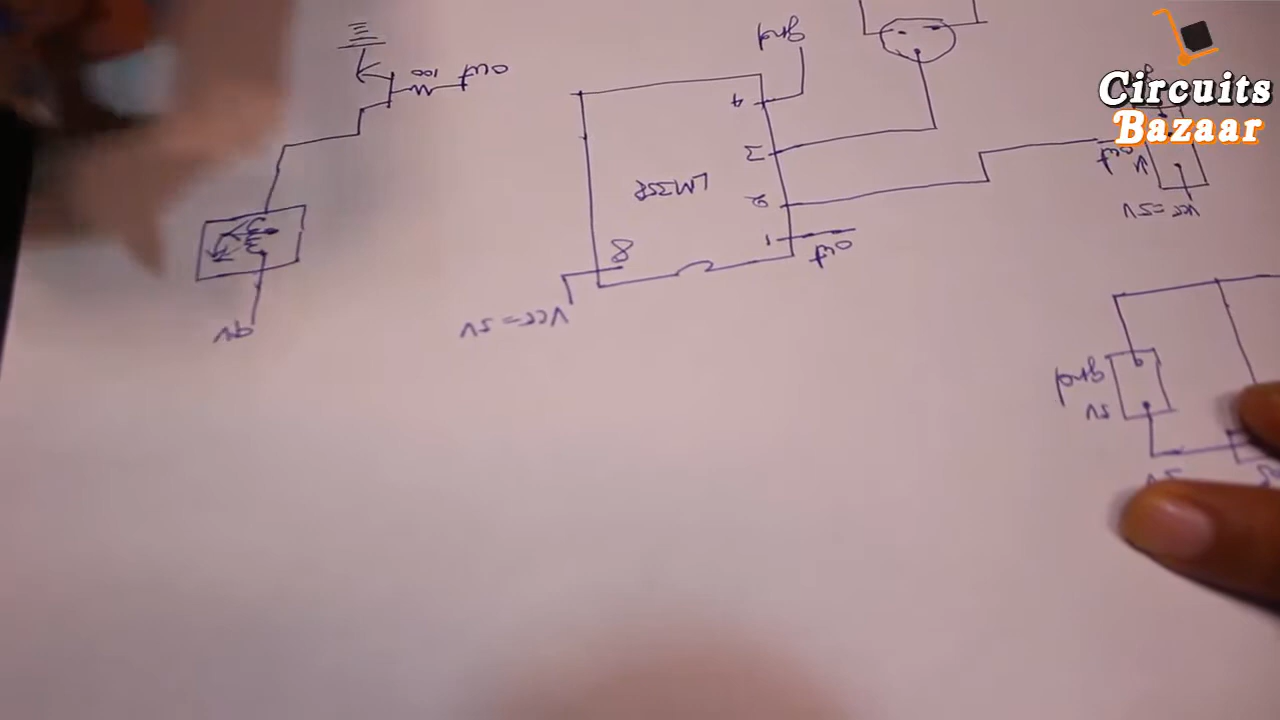 Circuits
Bazaar
gnd
out
100
4
3
2
1
LM358
8
out
out
Vcc = 5V
Vcc = 5V
9V
gnd
5V